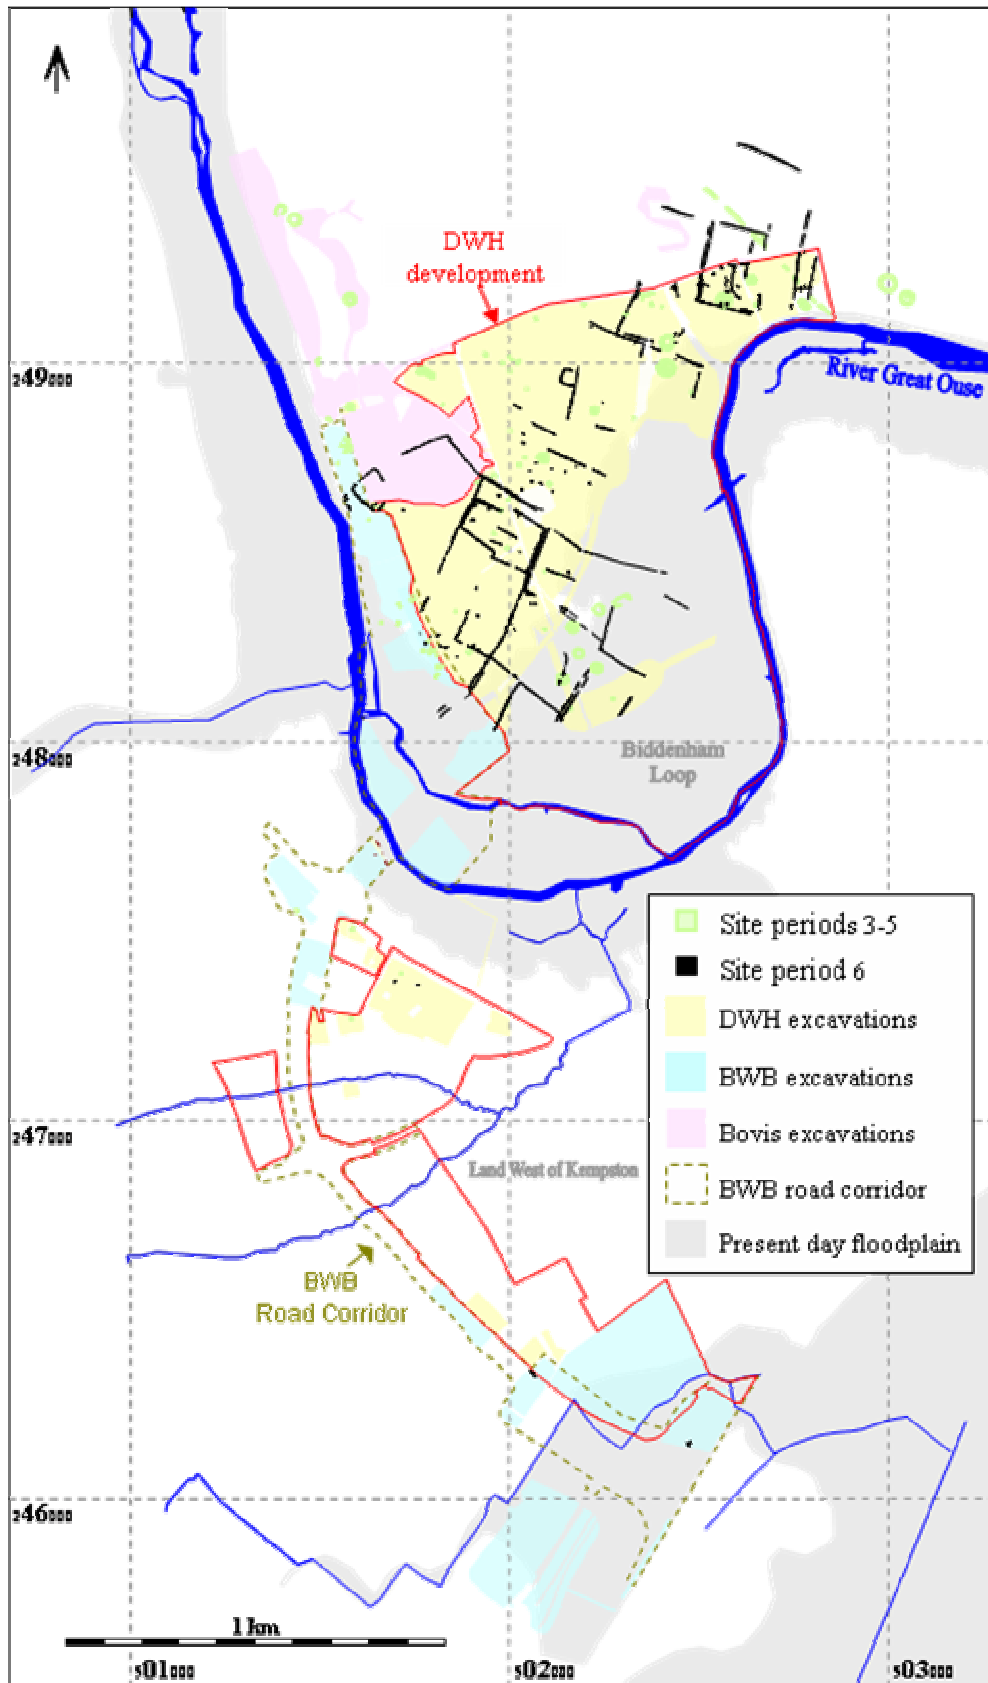 DWH
development
River Great Ouse
249000
248000
Biddenham
Loop
Site periods 3-5
Site period 6
DWH excavations
BWB excavations
Bovis excavations
BWB road corridor
Present day floodplain
247000
Land West of Kempston
BWB
Road Corridor
246000
1 km
501000
502000
503000